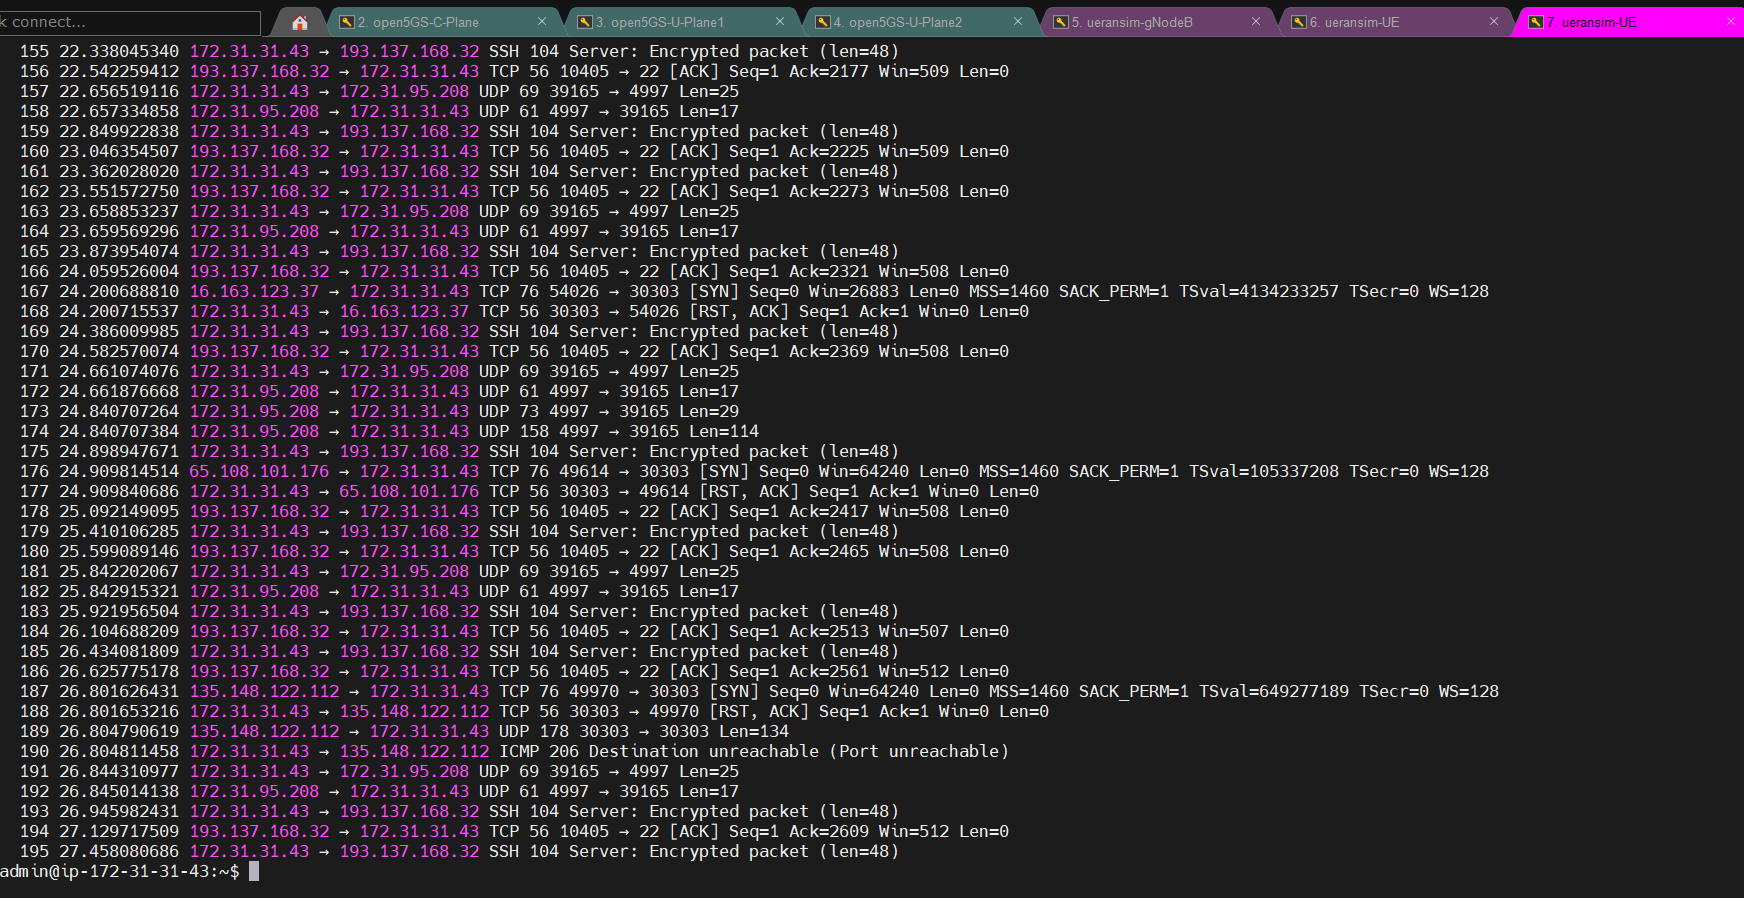 k connect...
2. open5GS-C-Plane
3. open5GS-U-Plane1
4. open5GS-U-Plane2
5. ueransim-gNodeB
6. ueransim-UE
7. ueransim-UE
155 22.338045340 172.31.31.43 → 193.137.168.32 SSH 104 Server: Encrypted packet (len=48)
156 22.542259412 193.137.168.32 → 172.31.31.43 TCP 56 10405 → 22 [ACK] Seq=1 Ack=2177 Win=509 Len=0
157 22.656519116 172.31.31.43 → 172.31.95.208 UDP 69 39165 → 4997 Len=25
158 22.657334858 172.31.95.208 → 172.31.31.43 UDP 61 4997 → 39165 Len=17
159 22.849922838 172.31.31.43 → 193.137.168.32 SSH 104 Server: Encrypted packet (len=48)
160 23.046354507 193.137.168.32 → 172.31.31.43 TCP 56 10405 → 22 [ACK] Seq=1 Ack=2225 Win=509 Len=0
161 23.362028020 172.31.31.43 → 193.137.168.32 SSH 104 Server: Encrypted packet (len=48)
162 23.551572750 193.137.168.32 → 172.31.31.43 TCP 56 10405 → 22 [ACK] Seq=1 Ack=2273 Win=508 Len=0
163 23.658853237 172.31.31.43 → 172.31.95.208 UDP 69 39165 → 4997 Len=25
164 23.659569296 172.31.95.208 → 172.31.31.43 UDP 61 4997 → 39165 Len=17
165 23.873954074 172.31.31.43 → 193.137.168.32 SSH 104 Server: Encrypted packet (len=48)
166 24.059526004 193.137.168.32 → 172.31.31.43 TCP 56 10405 → 22 [ACK] Seq=1 Ack=2321 Win=508 Len=0
167 24.200688810 16.163.123.37 → 172.31.31.43 TCP 76 54026 → 30303 [SYN] Seq=0 Win=26883 Len=0 MSS=1460 SACK_PERM=1 TSval=4134233257 TSecr=0 WS=128
168 24.200715537 172.31.31.43 → 16.163.123.37 TCP 56 30303 → 54026 [RST, ACK] Seq=1 Ack=1 Win=0 Len=0
169 24.386009985 172.31.31.43 → 193.137.168.32 SSH 104 Server: Encrypted packet (len=48)
170 24.582570074 193.137.168.32 → 172.31.31.43 TCP 56 10405 → 22 [ACK] Seq=1 Ack=2369 Win=508 Len=0
171 24.661074076 172.31.31.43 → 172.31.95.208 UDP 69 39165 → 4997 Len=25
172 24.661876668 172.31.95.208 → 172.31.31.43 UDP 61 4997 → 39165 Len=17
173 24.840707264 172.31.95.208 → 172.31.31.43 UDP 73 4997 → 39165 Len=29
174 24.840707384 172.31.95.208 → 172.31.31.43 UDP 158 4997 → 39165 Len=114
175 24.898947671 172.31.31.43 → 193.137.168.32 SSH 104 Server: Encrypted packet (len=48)
176 24.909814514 65.108.101.176 → 172.31.31.43 TCP 76 49614 → 30303 [SYN] Seq=0 Win=64240 Len=0 MSS=1460 SACK_PERM=1 TSval=105337208 TSecr=0 WS=128
177 24.909840686 172.31.31.43 → 65.108.101.176 TCP 56 30303 → 49614 [RST, ACK] Seq=1 Ack=1 Win=0 Len=0
178 25.092149095 193.137.168.32 → 172.31.31.43 TCP 56 10405 → 22 [ACK] Seq=1 Ack=2417 Win=508 Len=0
179 25.410106285 172.31.31.43 → 193.137.168.32 SSH 104 Server: Encrypted packet (len=48)
180 25.599089146 193.137.168.32 → 172.31.31.43 TCP 56 10405 → 22 [ACK] Seq=1 Ack=2465 Win=508 Len=0
181 25.842202067 172.31.31.43 → 172.31.95.208 UDP 69 39165 → 4997 Len=25
182 25.842915321 172.31.95.208 → 172.31.31.43 UDP 61 4997 → 39165 Len=17
183 25.921956504 172.31.31.43 → 193.137.168.32 SSH 104 Server: Encrypted packet (len=48)
184 26.104688209 193.137.168.32 → 172.31.31.43 TCP 56 10405 → 22 [ACK] Seq=1 Ack=2513 Win=507 Len=0
185 26.434081809 172.31.31.43 → 193.137.168.32 SSH 104 Server: Encrypted packet (len=48)
186 26.625775178 193.137.168.32 → 172.31.31.43 TCP 56 10405 → 22 [ACK] Seq=1 Ack=2561 Win=512 Len=0
187 26.801626431 135.148.122.112 → 172.31.31.43 TCP 76 49970 → 30303 [SYN] Seq=0 Win=64240 Len=0 MSS=1460 SACK_PERM=1 TSval=649277189 TSecr=0 WS=128
188 26.801653216 172.31.31.43 → 135.148.122.112 TCP 56 30303 → 49970 [RST, ACK] Seq=1 Ack=1 Win=0 Len=0
189 26.804790619 135.148.122.112 → 172.31.31.43 UDP 178 30303 → 30303 Len=134
190 26.804811458 172.31.31.43 → 135.148.122.112 ICMP 206 Destination unreachable (Port unreachable)
191 26.844310977 172.31.31.43 → 172.31.95.208 UDP 69 39165 → 4997 Len=25
192 26.845014138 172.31.95.208 → 172.31.31.43 UDP 61 4997 → 39165 Len=17
193 26.945982431 172.31.31.43 → 193.137.168.32 SSH 104 Server: Encrypted packet (len=48)
194 27.129717509 193.137.168.32 → 172.31.31.43 TCP 56 10405 → 22 [ACK] Seq=1 Ack=2609 Win=512 Len=0
195 27.458080686 172.31.31.43 → 193.137.168.32 SSH 104 Server: Encrypted packet (len=48)
admin@ip-172-31-31-43:~$